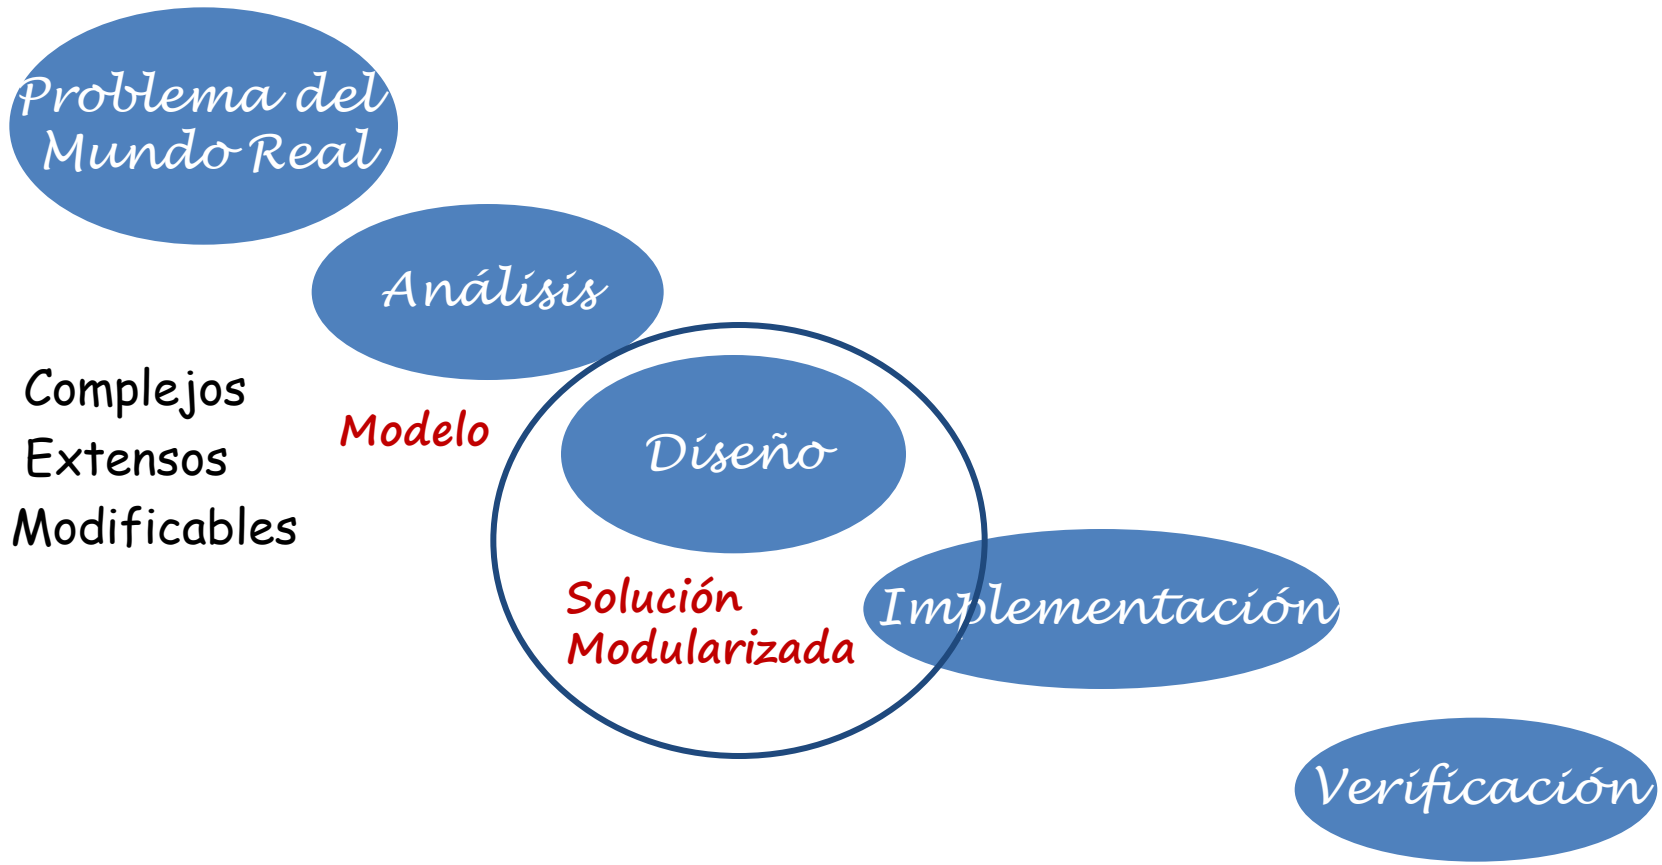 Problema del
Mundo Real
Análisis
Complejos
Extensos
Modificables
Modelo
Diseño
Solución
Modularizada
Implementación
Verificación